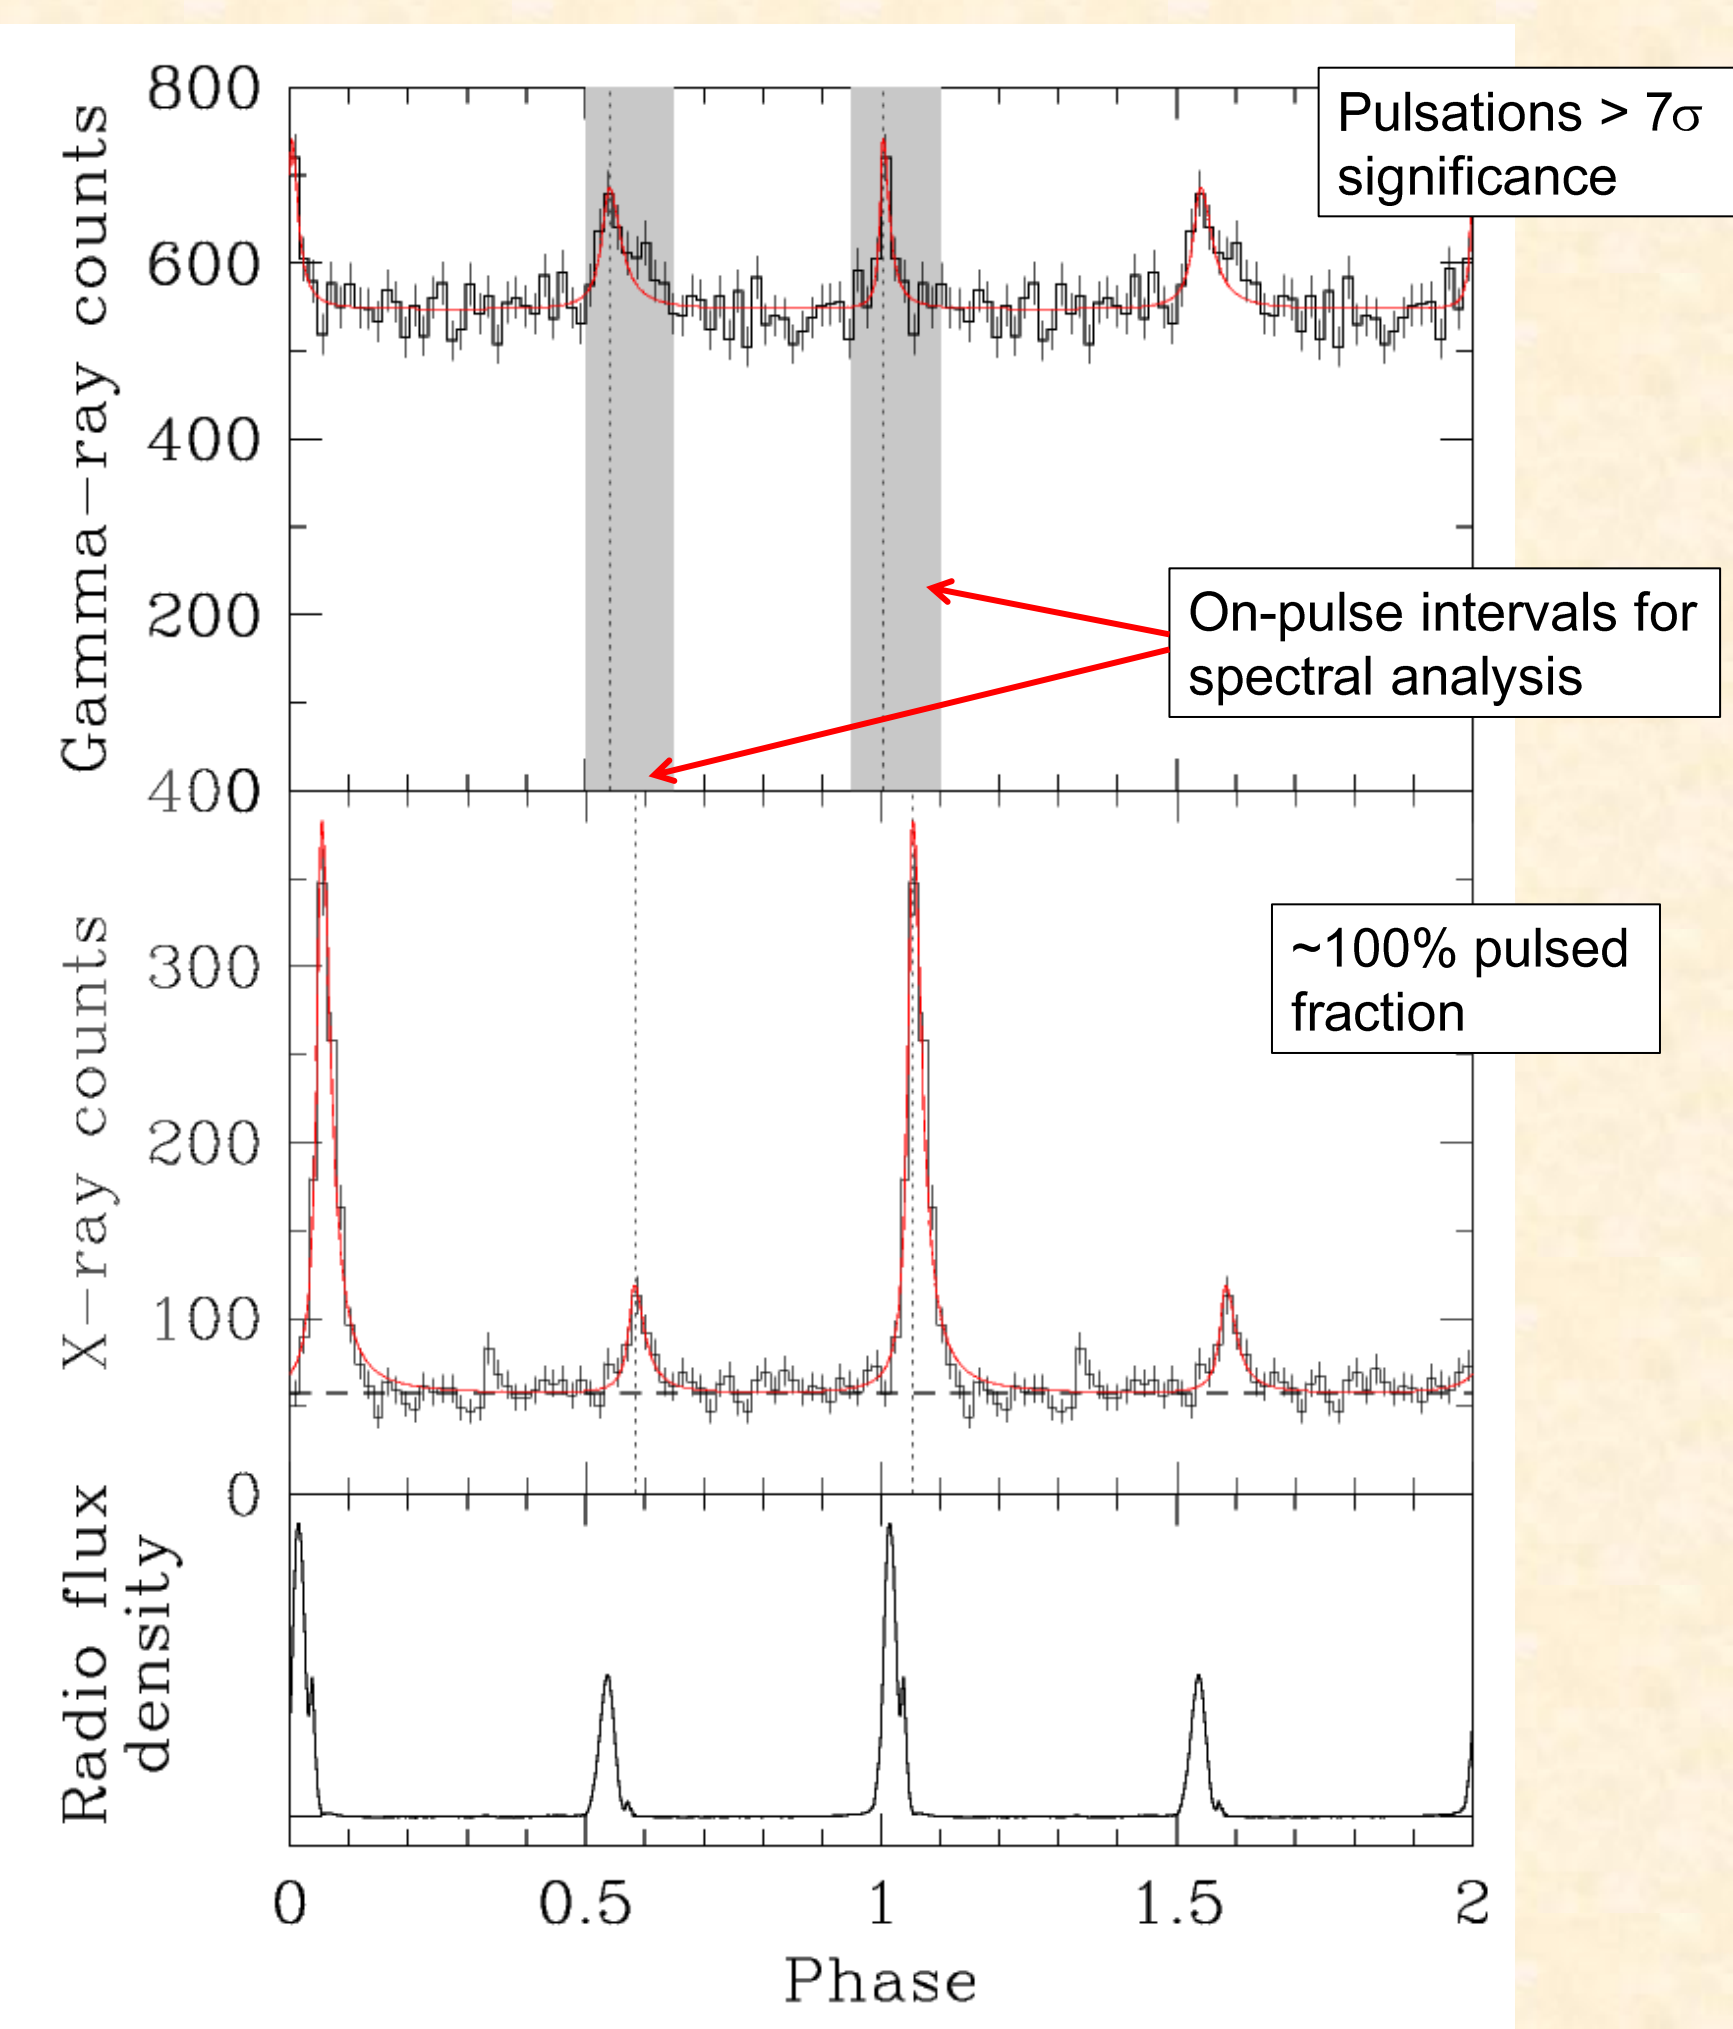 Gamma-ray counts
800
600
400
200
Pulsations > 7σ
significance
On-pulse intervals for
spectral analysis
X-ray counts
400
300
200
100
0
~100% pulsed
fraction
Radio flux
density
0 0.5 1 1.5 2
Phase